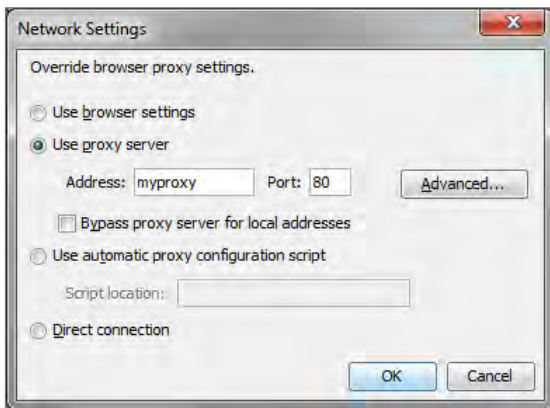 Network Settings
Override browser proxy settings.
Use browser settings
Use proxy server
Address: myproxy Port: 80 Advanced...
Bypass proxy server for local addresses
Use automatic proxy configuration script
Script location:
Direct connection
OK Cancel